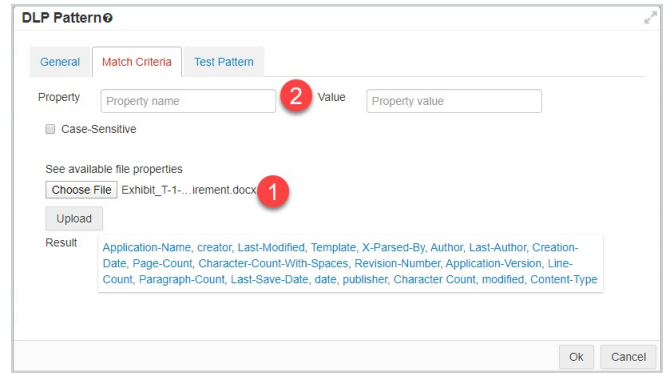 DLP Pattern?
General Match Criteria Test Pattern
Property Property name 2 Value Property value
Case-Sensitive
See available file properties
Choose File Exhibit_T-1-...irement.docx 1
Upload
Result Application-Name, creator, Last-Modified, Template, X-Parsed-By, Author, Last-Author, Creation-
Date, Page-Count, Character-Count-With-Spaces, Revision-Number, Application-Version, Line-
Count, Paragraph-Count, Last-Save-Date, date, publisher, Character Count, modified, Content-Type
Ok Cancel